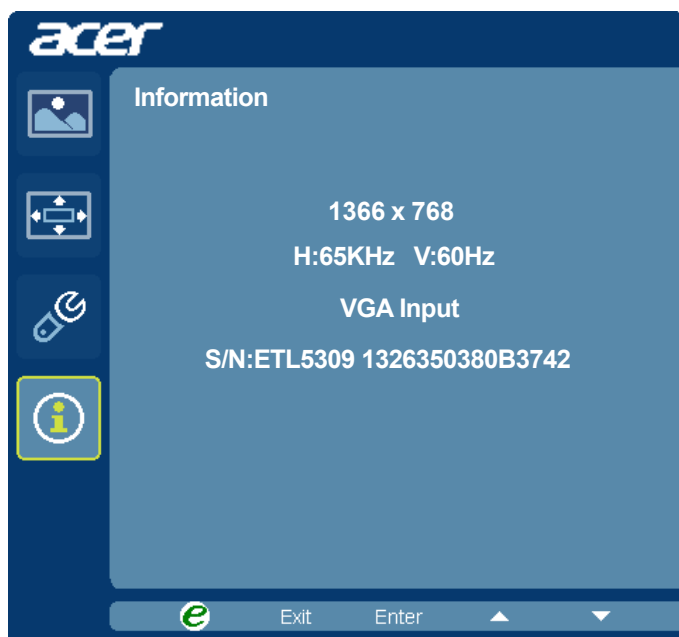 acer
Information
1366 x 768
H:65KHz V:60Hz
VGA Input
S/N:ETL5309 1326350380B3742
e Exit Enter